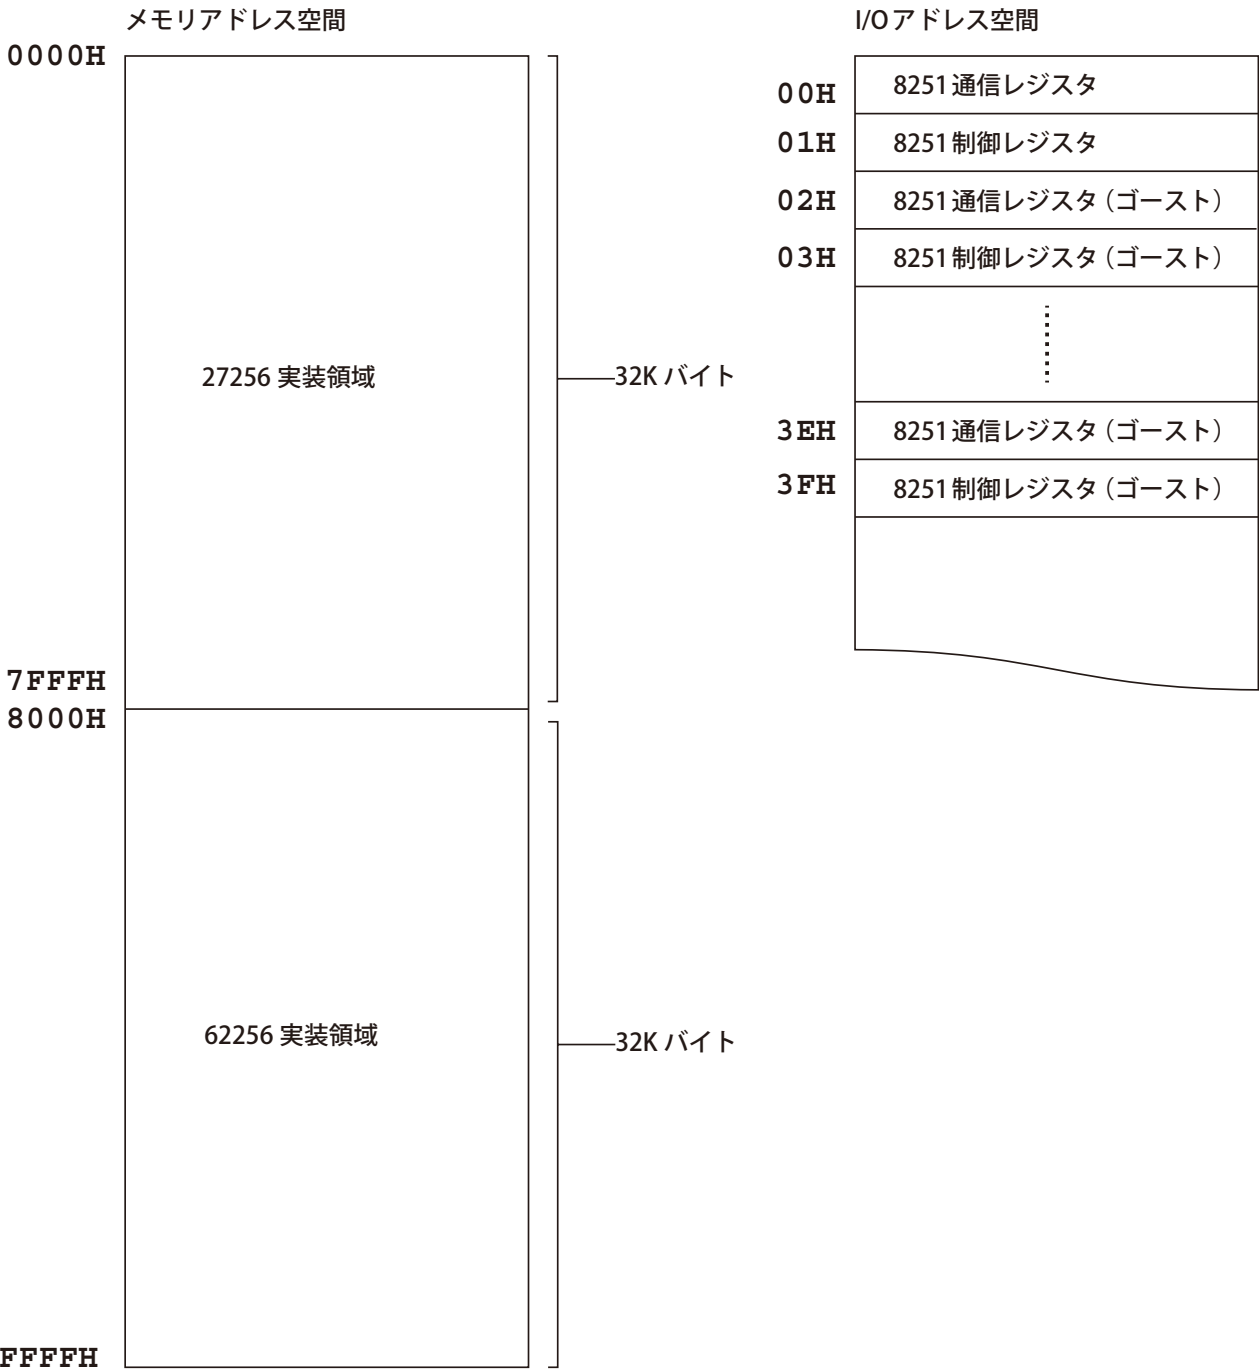 メモリアドレス空間
0000H
27256 実装領域
32K バイト
7FFFH
8000H
62256 実装領域
32K バイト
FFFFH
I/Oアドレス空間
00H 8251通信レジスタ
01H 8251制御レジスタ
02H 8251通信レジスタ（ゴースト）
03H 8251制御レジスタ（ゴースト）
3EH 8251通信レジスタ（ゴースト）
3FH 8251制御レジスタ（ゴースト）